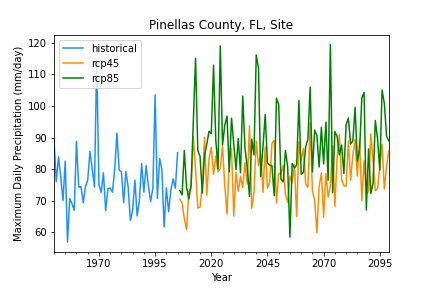 Pinellas County, FL, Site
historical
rcp45
rcp85
Maximum Daily Precipitation (mm/day)
120
110
100
90
80
70
60
1970
1995
2020
2045
2070
2095
Year